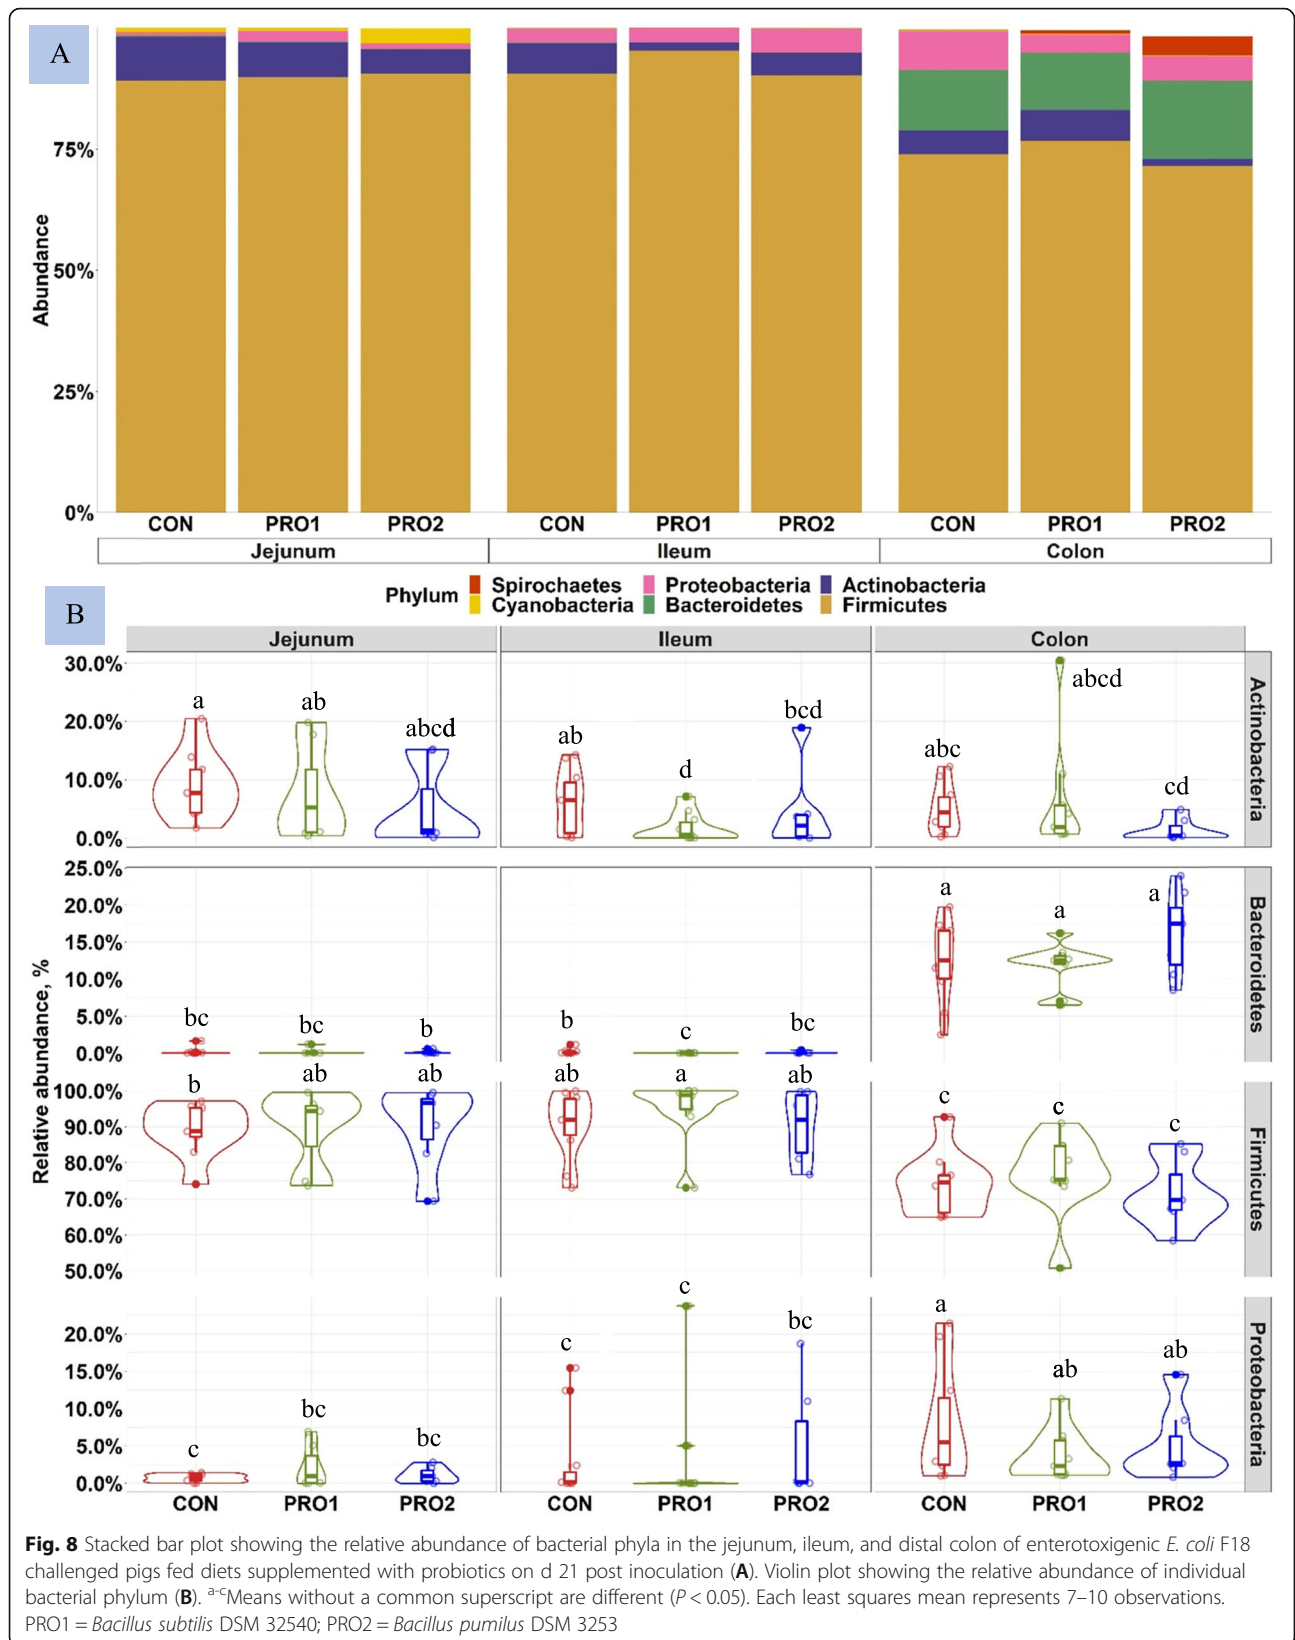 A
75%
50%
25%
0%
Abundance
CON PRO1 PRO2 CON PRO1 PRO2 CON PRO1 PRO2
Jejunum Ileum Colon
Phylum Spirochaetes Proteobacteria Actinobacteria
Cyanobacteria Bacteroidetes Firmicutes
B
Jejunum Ileum Colon
Relative abundance, %
30.0%
20.0%
10.0%
0.0%
a ab abcd ab d bcd abc abcd cd
Actinobacteria
25.0%
20.0%
15.0%
10.0%
5.0%
0.0%
bc bc b b c bc a a a
Bacteroidetes
100.0%
90.0%
80.0%
70.0%
60.0%
50.0%
b ab ab ab a ab c c c
Firmicutes
20.0%
15.0%
10.0%
5.0%
0.0%
c bc bc c c bc a ab ab
Proteobacteria
CON PRO1 PRO2 CON PRO1 PRO2 CON PRO1 PRO2
Fig. 8 Stacked bar plot showing the relative abundance of bacterial phyla in the jejunum, ileum, and distal colon of enterotoxigenic E. coli F18
challenged pigs fed diets supplemented with probiotics on d 21 post inoculation (A). Violin plot showing the relative abundance of individual
bacterial phylum (B). a-cMeans without a common superscript are different (P < 0.05). Each least squares mean represents 7–10 observations.
PRO1 = Bacillus subtilis DSM 32540; PRO2 = Bacillus pumilus DSM 3253